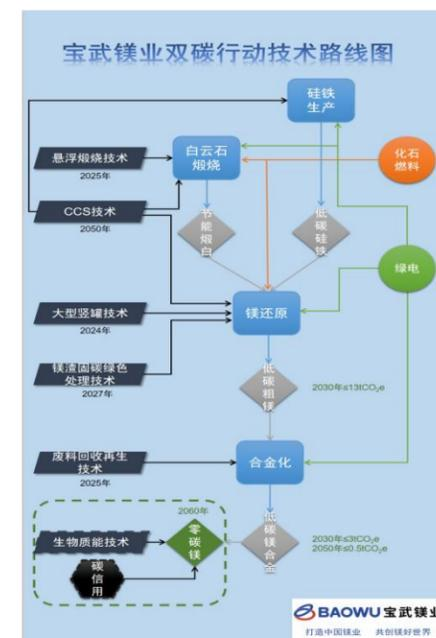 宝武镁业双碳行动技术路线图
硅铁
生产
白云石
煅烧
化石
燃料
悬浮煅烧技术
2025年
CCS技术
2050年
节
能
煅
白
低
碳
硅
铁
绿电
大型竖罐技术
2024年
镁还原
镁渣固碳绿色
处理技术
2027年
低
碳
粗
镁
2030年≤13tCO₂e
废料回收再生
技术
2025年
合金化
2060年
生物质能技术
零
碳
镁
低
碳
镁
合
金
2030年≤3tCO₂e
2050年≤0.5tCO₂e
碳
信
用
BAOWU 宝武镁业
打造中国镁业 共创镁好世界